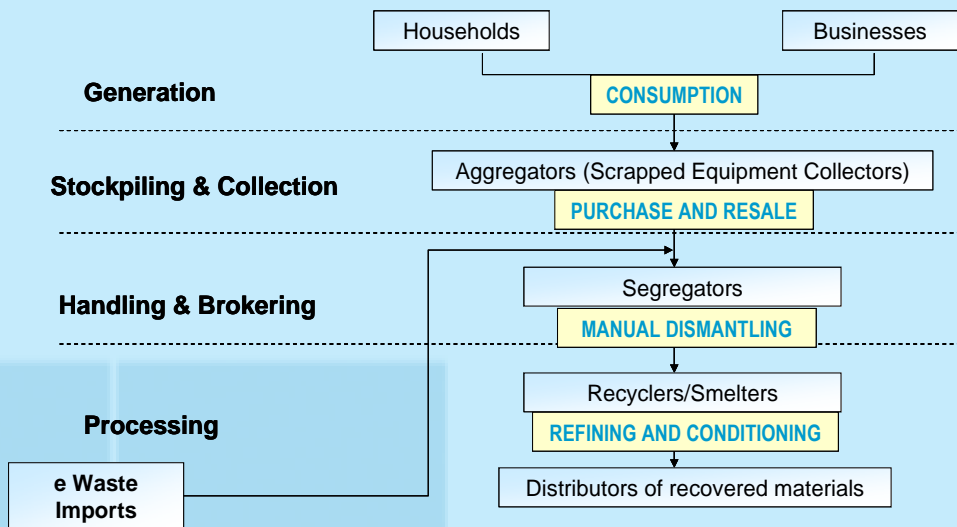 Households
Businesses
Generation
CONSUMPTION
Aggregators (Scrapped Equipment Collectors)
Stockpiling & Collection
PURCHASE AND RESALE
Segregators
Handling & Brokering
MANUAL DISMANTLING
Recyclers/Smelters
Processing
REFINING AND CONDITIONING
e Waste
Imports
Distributors of recovered materials